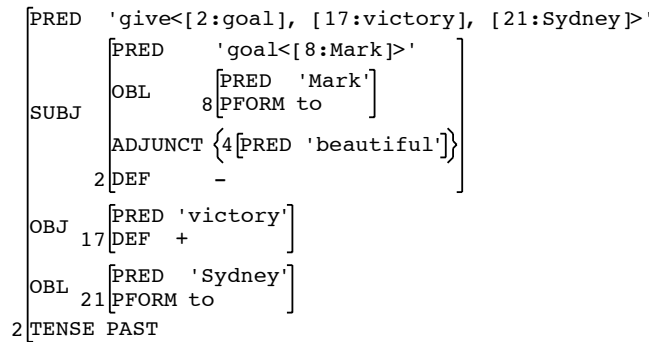 PRED 'give<[2:goal], [17:victory], [21:Sydney]>'
PRED 'goal<[8:Mark]>'
PRED 'Mark'
OBL
8 PFORM to
SUBJ
ADJUNCT {4[PRED 'beautiful']}
2 DEF -
PRED 'victory'
OBJ
17 DEF +
PRED 'Sydney'
OBL
21 PFORM to
2 TENSE PAST